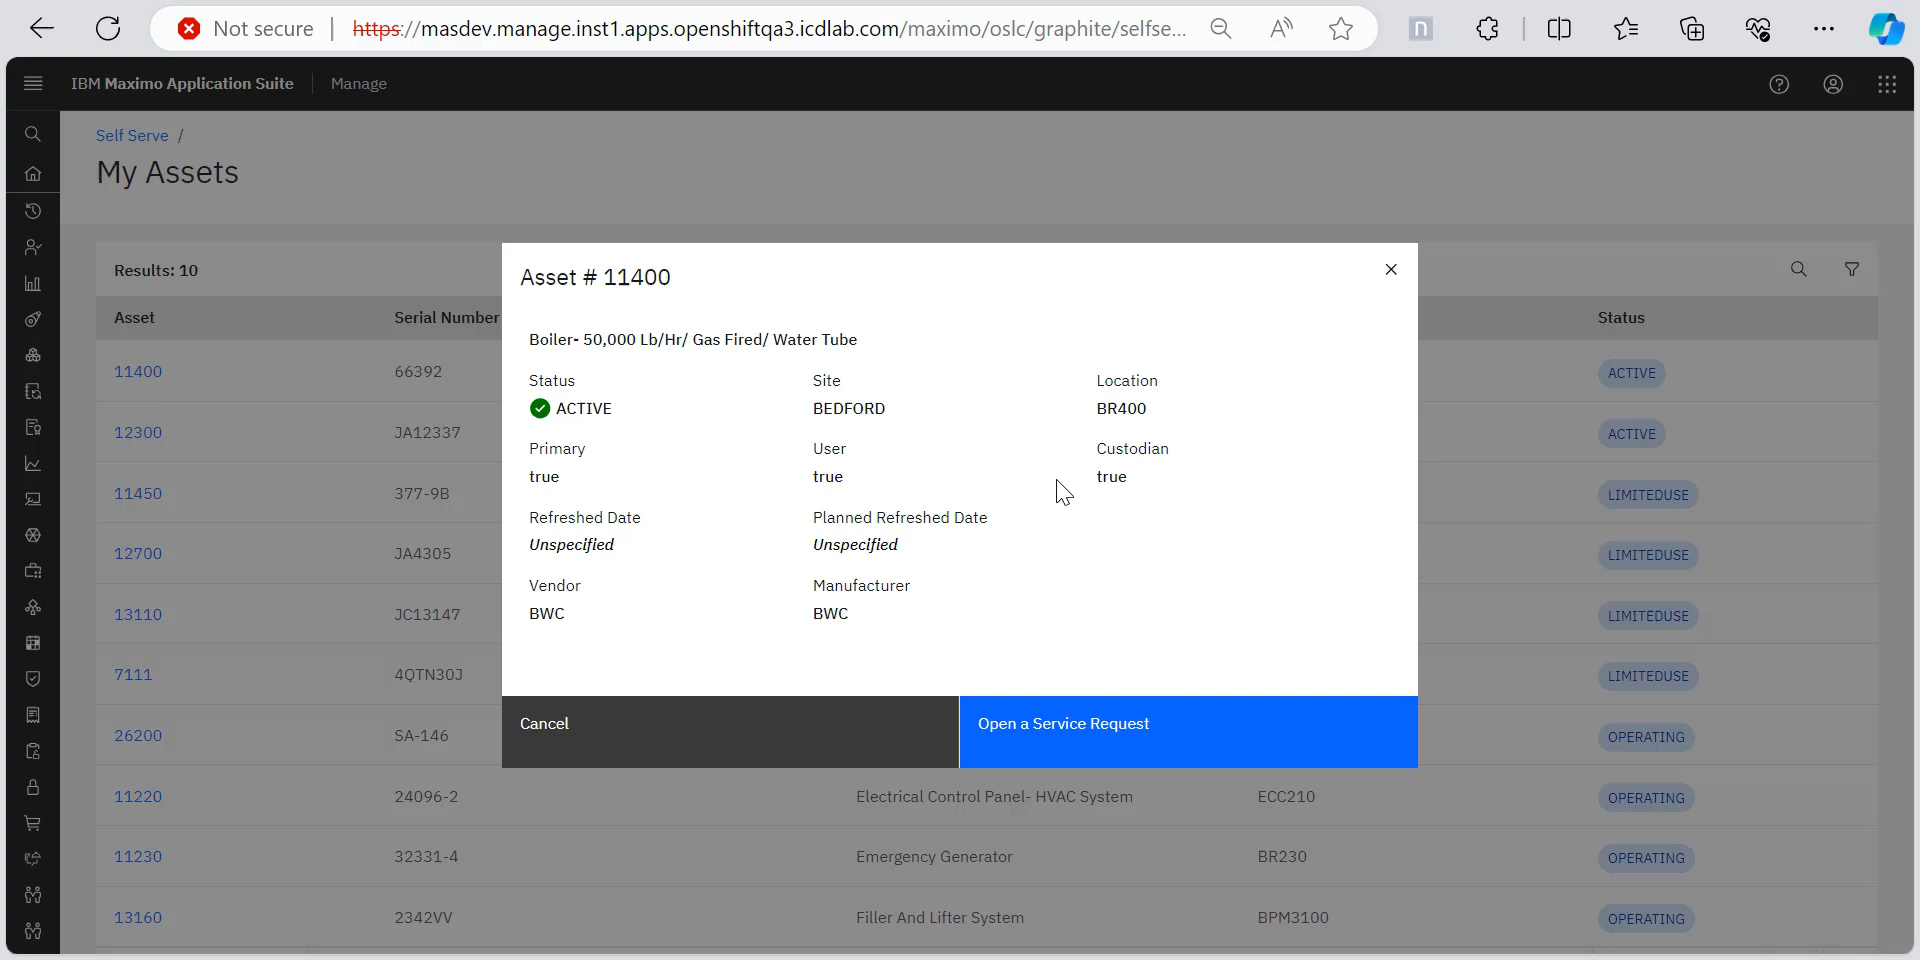 Not secure
https://masdev.manage.inst1.apps.openshiftqa3.icdlab.com/maximo/oslc/graphite/selfse...
IBM Maximo Application Suite
Manage
Self Serve /
My Assets
Results: 10
Asset
Serial Number
Status
11400
66392
ACTIVE
12300
JA12337
ACTIVE
11450
377-9B
LIMITEDUSE
12700
JA4305
LIMITEDUSE
13110
JC13147
LIMITEDUSE
7111
4QTN30J
LIMITEDUSE
26200
SA-146
OPERATING
11220
24096-2
Electrical Control Panel- HVAC System
ECC210
OPERATING
11230
32331-4
Emergency Generator
BR230
OPERATING
13160
2342VV
Filler And Lifter System
BPM3100
OPERATING
Asset # 11400
Boiler- 50,000 Lb/Hr/ Gas Fired/ Water Tube
Status
ACTIVE
Site
BEDFORD
Location
BR400
Primary
true
User
true
Custodian
true
Refreshed Date
Unspecified
Planned Refreshed Date
Unspecified
Vendor
BWC
Manufacturer
BWC
Cancel
Open a Service Request